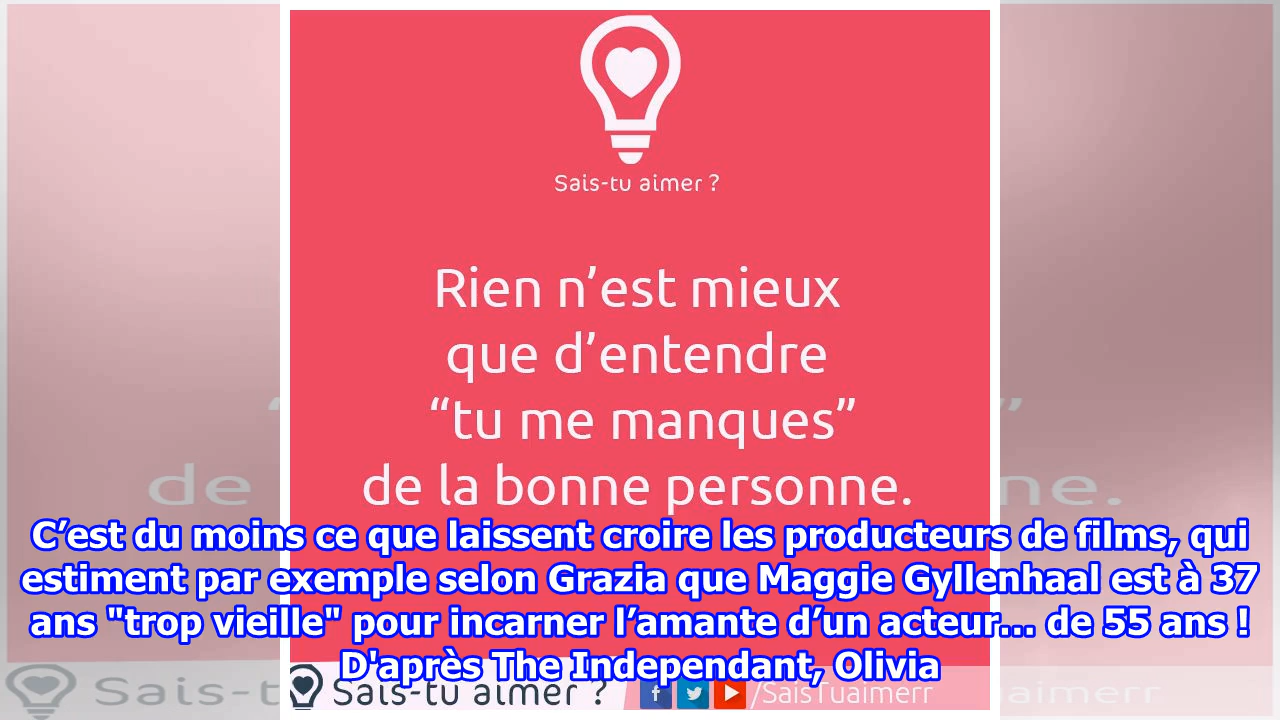 Sais-tu aimer ?
Rien n’est mieux
que d’entendre
“tu me manques”
de la bonne personne.
C’est du moins ce que laissent croire les producteurs de films, qui
estiment par exemple selon Grazia que Maggie Gyllenhaal est à 37
ans "trop vieille" pour incarner l’amante d’un acteur... de 55 ans !
D'après The Independant, Olivia
Sais-tu aimer ? /SaisTuaimerr